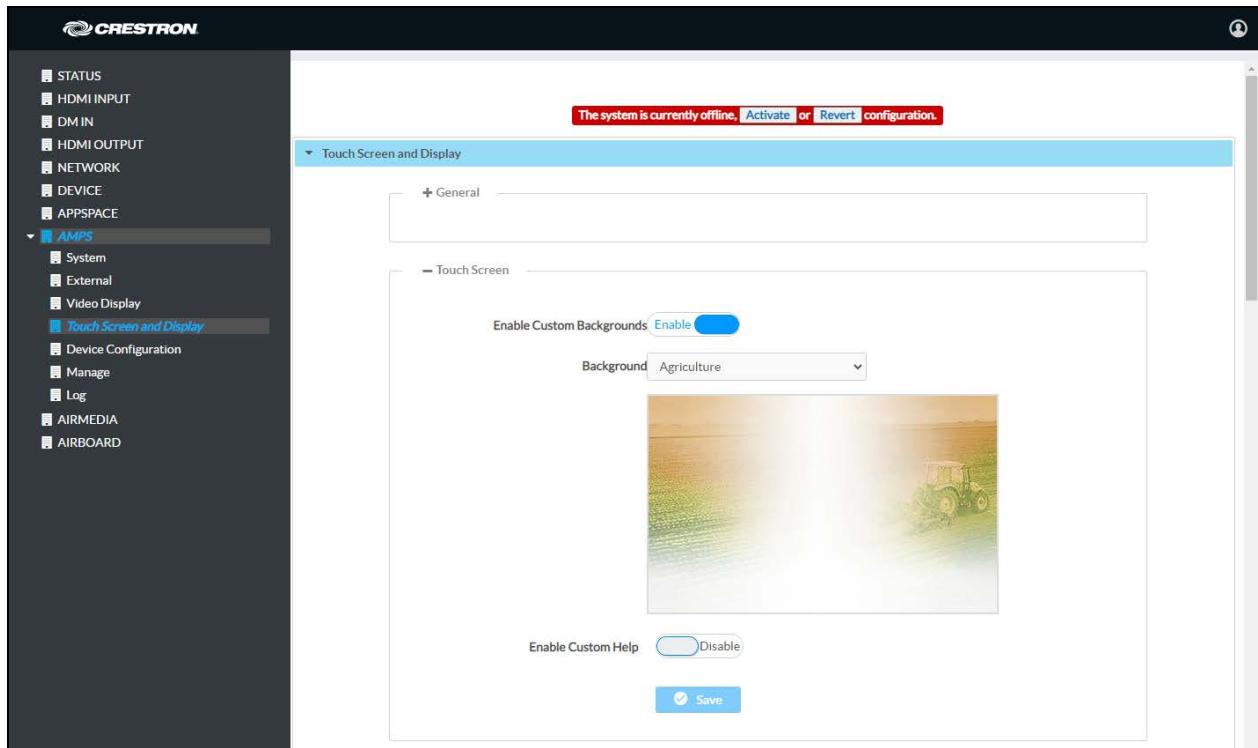 CRESTRON
STATUS
HDMI INPUT
DM IN
HDMI OUTPUT
NETWORK
DEVICE
APPSPACE
AMPS
System
External
Video Display
Touch Screen and Display
Device Configuration
Manage
Log
AIRMEDIA
AIRBOARD
The system is currently offline, Activate or Revert configuration.
Touch Screen and Display
General
Touch Screen
Enable Custom Backgrounds Enable
Background Agriculture
Enable Custom Help Disable
Save